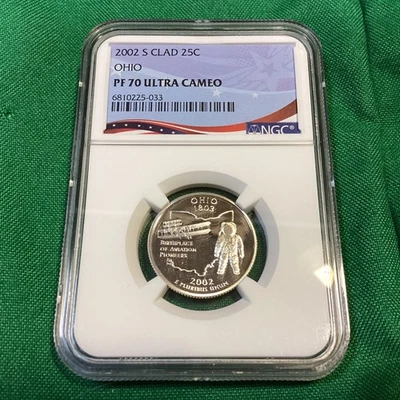 2002 S CLAD 25C
OHIO
PF 70 ULTRA CAMEO
6810225-033
NGC®
OHIO
1803
BIRTHPLACE
OF AVIATION
PIONEERS
2002
E PLURIBUS UNUM